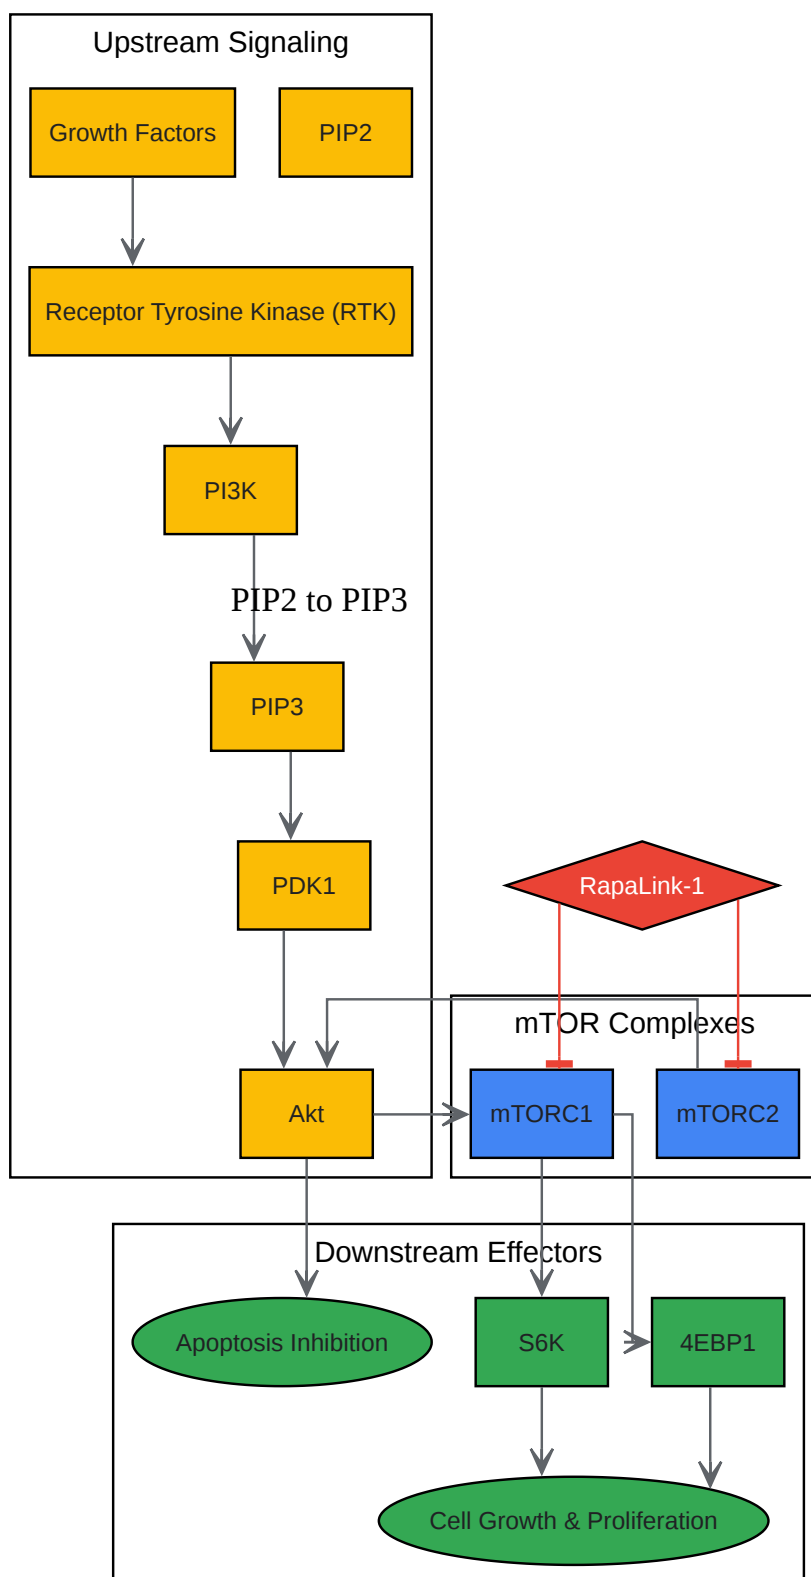 Upstream Signaling
Growth Factors
PIP2
Receptor Tyrosine Kinase (RTK)
PI3K
PIP2 to PIP3
PIP3
PDK1
RapaLink-1
mTOR Complexes
Akt
mTORC1
mTORC2
Downstream Effectors
Apoptosis Inhibition
S6K
4EBP1
Cell Growth & Proliferation